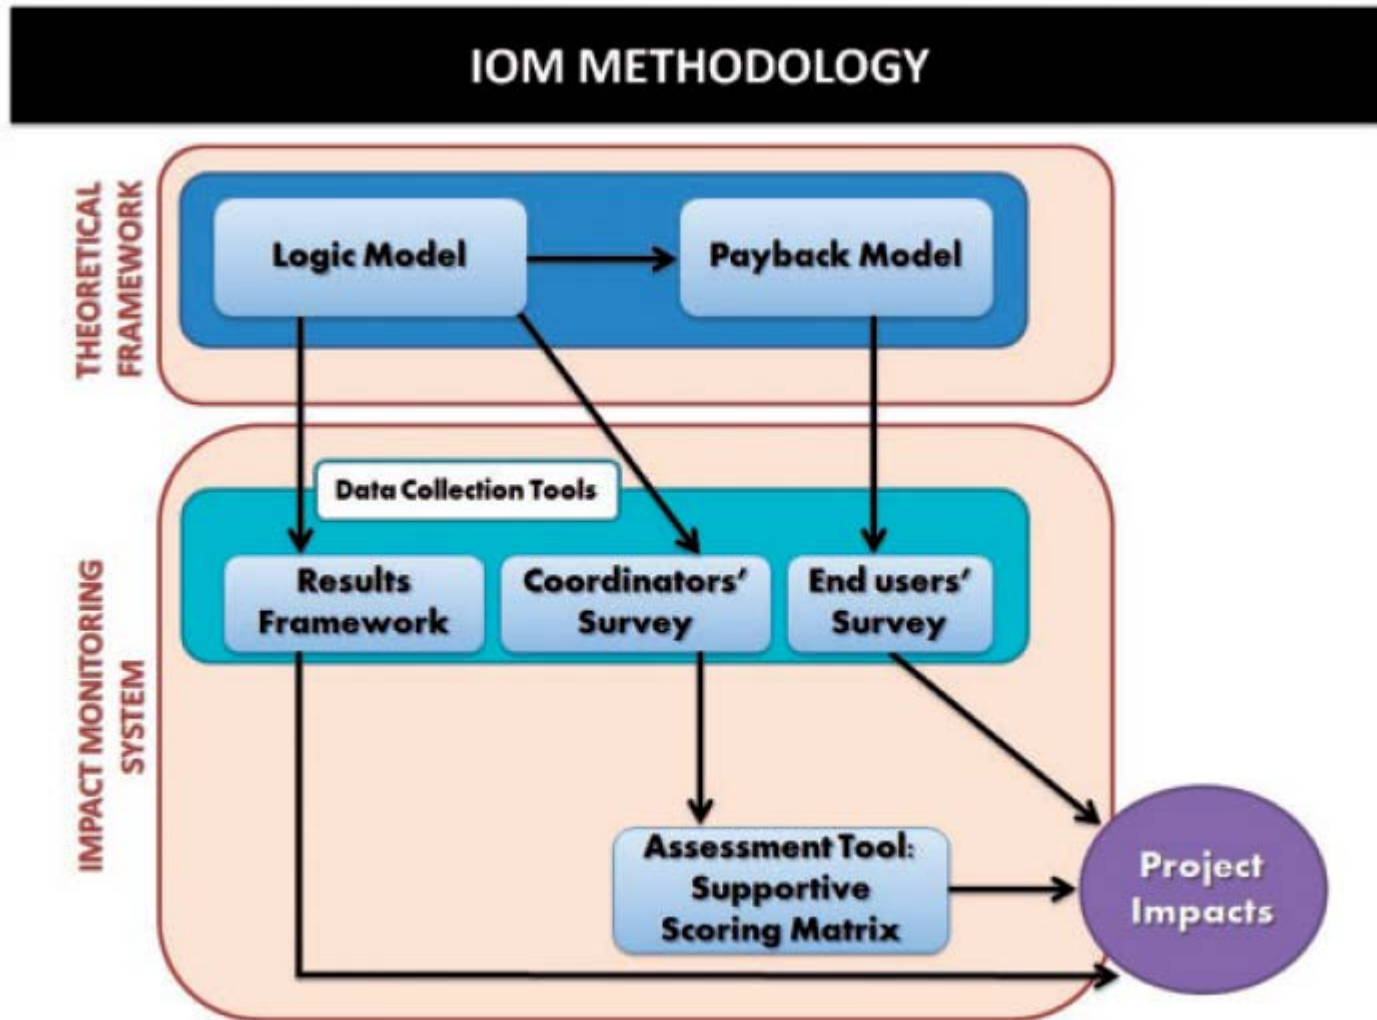 IOM METHODOLOGY
THEORETICAL
FRAMEWORK
Logic Model
Payback Model
IMPACT MONITORING
SYSTEM
Data Collection Tools
Results
Framework
Coordinators’
Survey
End users’
Survey
Assessment Tool:
Supportive
Scoring Matrix
Project
Impacts